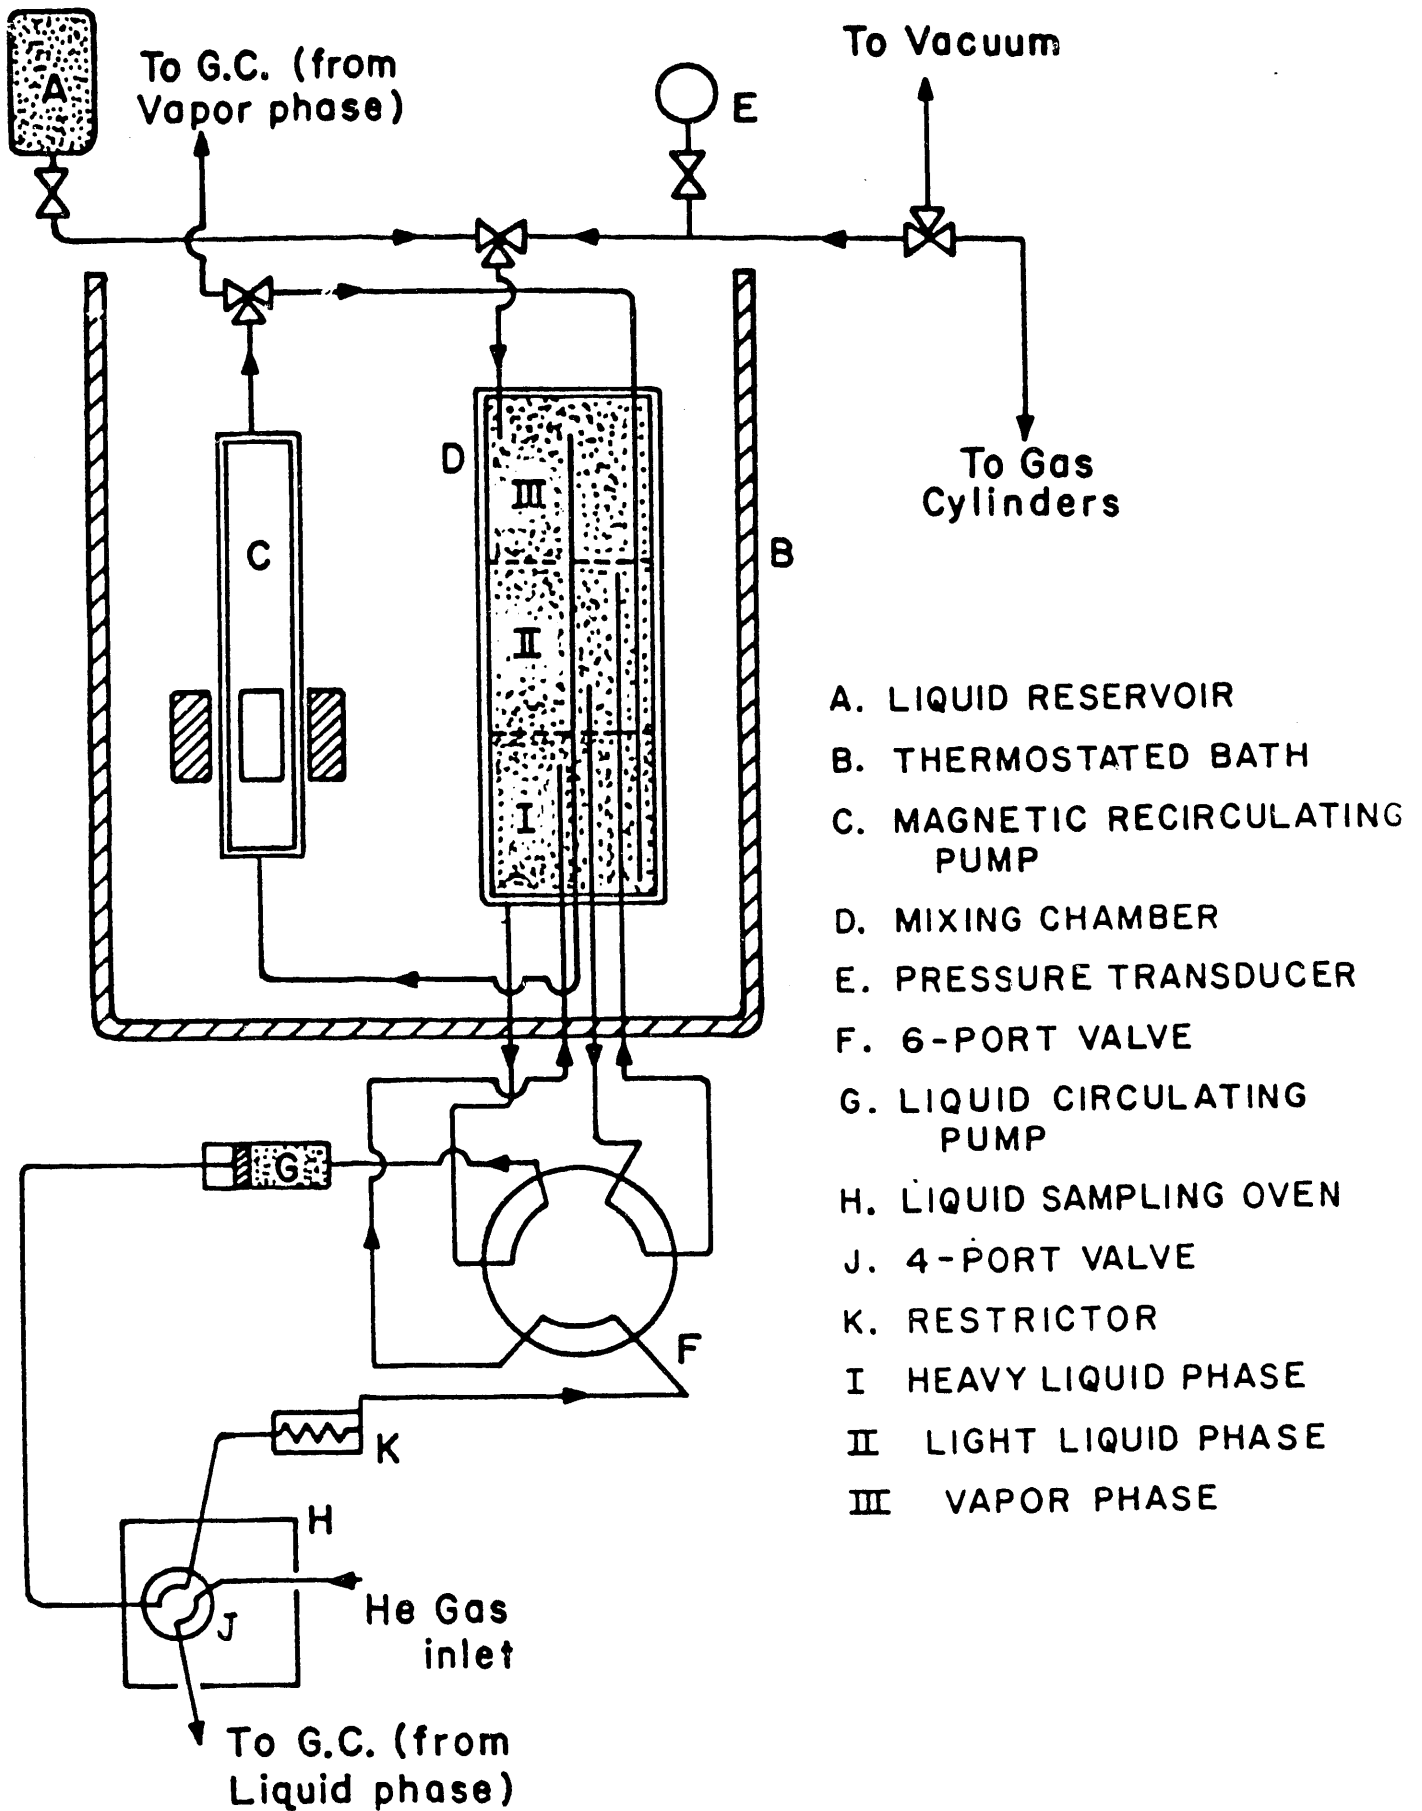 A
To G.C. (from
Vapor phase)
E
To Vacuum
To Gas
Cylinders
D
III
C
II
I
B
A. LIQUID RESERVOIR
B. THERMOSTATED BATH
C. MAGNETIC RECIRCULATING
PUMP
D. MIXING CHAMBER
E. PRESSURE TRANSDUCER
F. 6-PORT VALVE
G. LIQUID CIRCULATING
PUMP
H. LIQUID SAMPLING OVEN
J. 4-PORT VALVE
K. RESTRICTOR
I HEAVY LIQUID PHASE
II LIGHT LIQUID PHASE
III VAPOR PHASE
G
F
K
H
J
He Gas
inlet
To G.C. (from
Liquid phase)